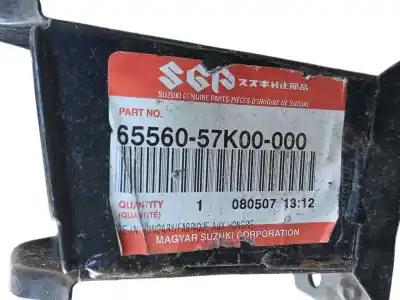 SGP スズキ純正部品
SUZUKI GENUINE PARTS/PIÈCES D'ORIGINE DE SUZUKI
PART NO.
65560-57K00-000
QUANTITY 1 080507 13:12
(QUANTITÉ)
MAGYAR SUZUKI CORPORATION